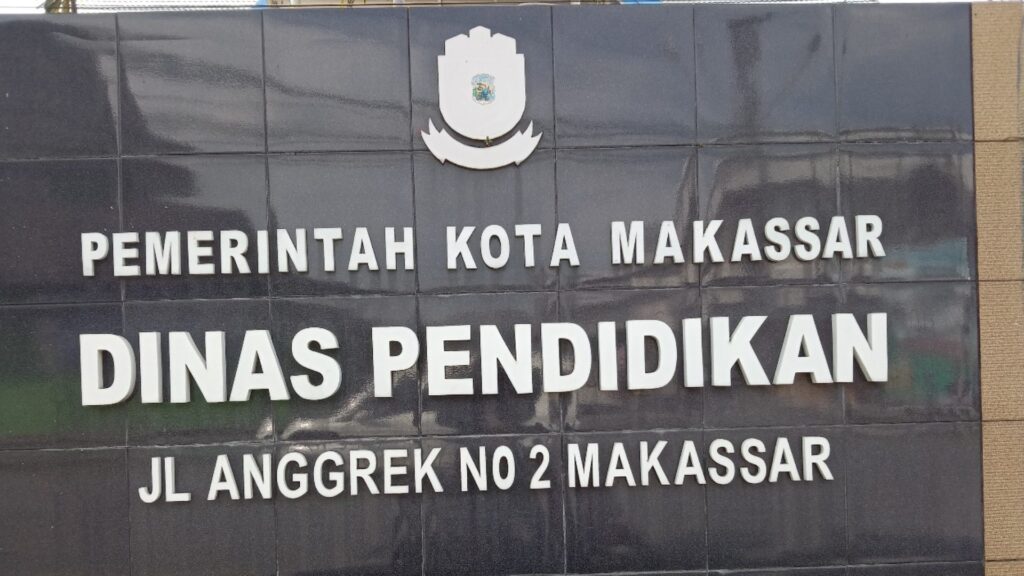 PEMERINTAH KOTA MAKASSAR
DINAS PENDIDIKAN
JL ANGGREK NO 2 MAKASSAR